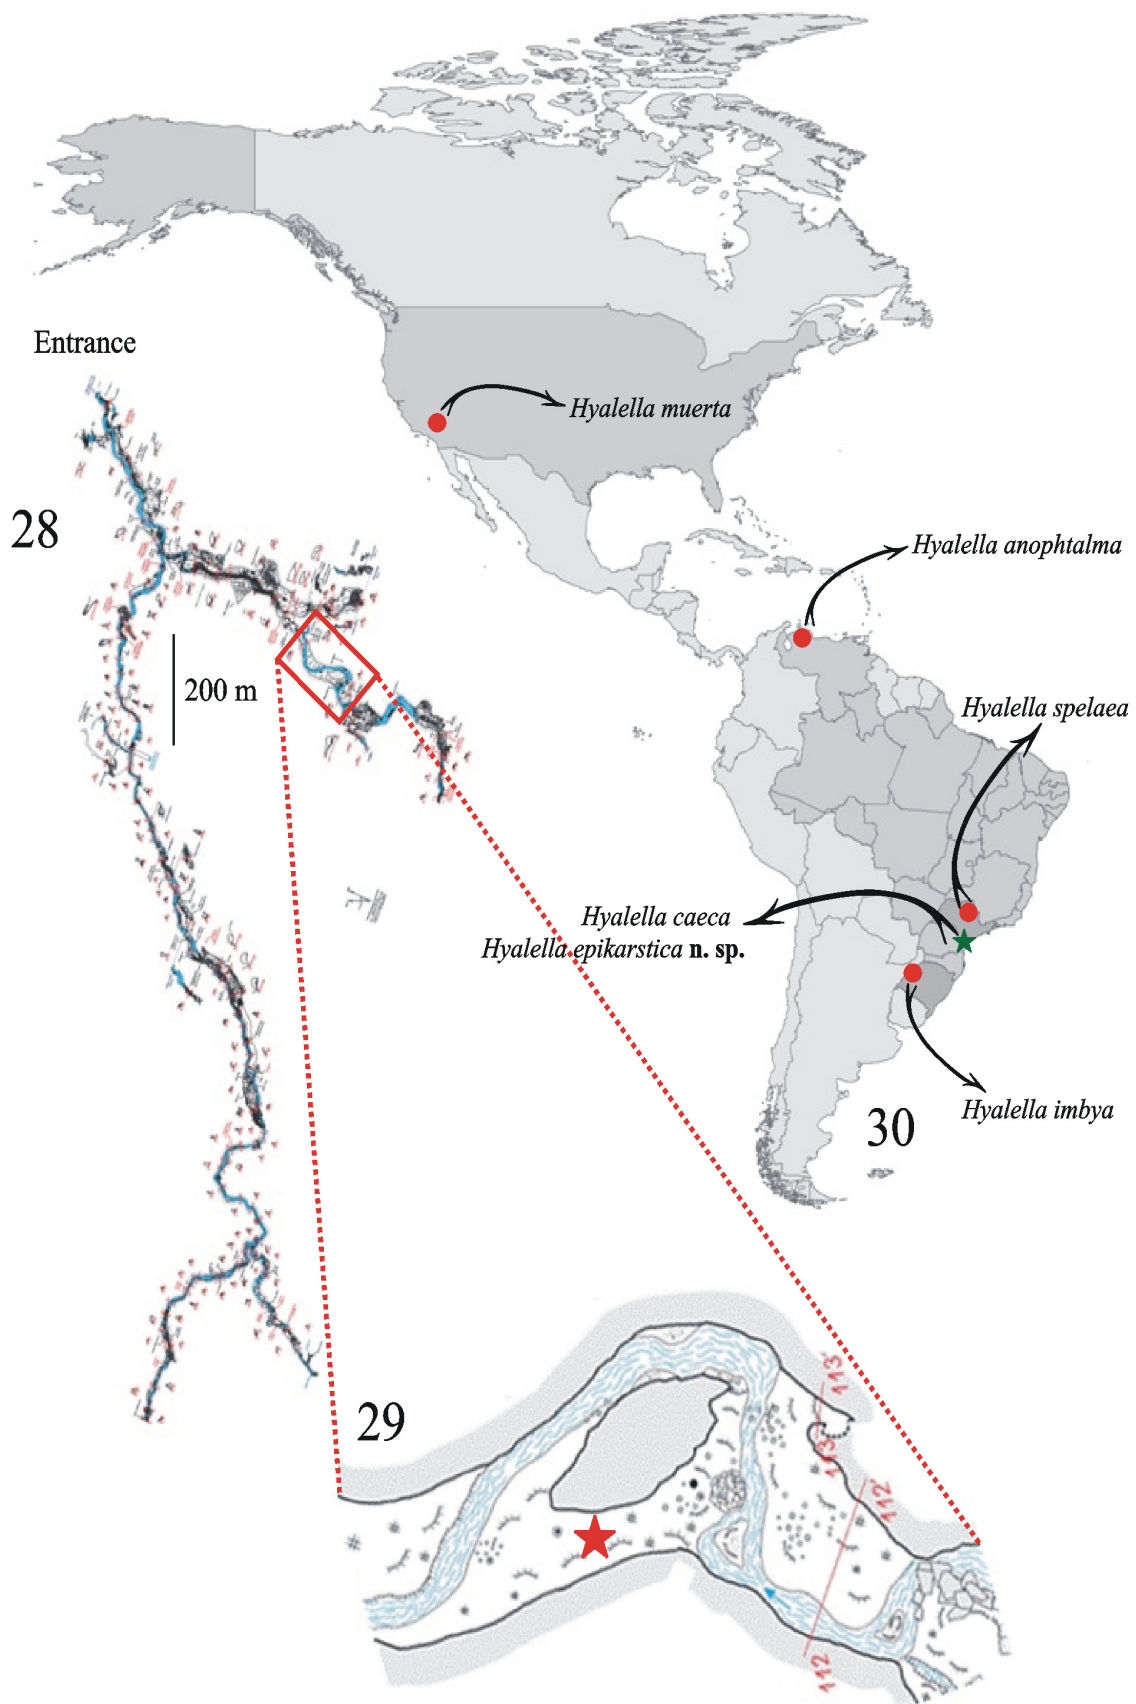 Entrance
Hyalella muerta
28
Hyalella anophtalma
200 m
Hyalella spelaea
Hyalella caeca
Hyalella epikarstica n. sp.
Hyalella imbya
30
29
113'
113
112'
112